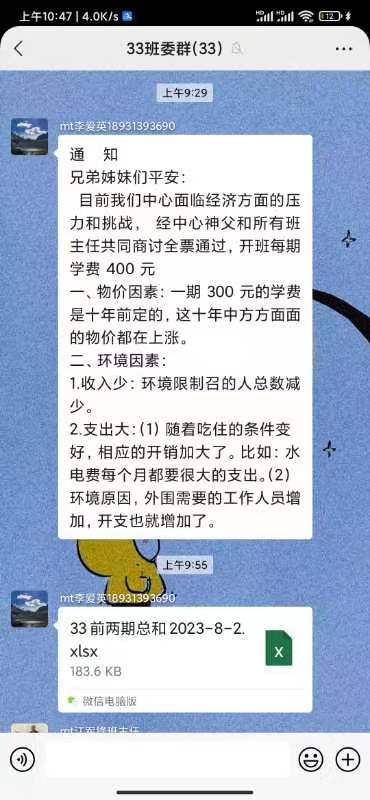 上午10:47 | 4.0K/s
HD HD 12
33班委群(33)
上午9:29
mt李爱英18931393690
通 知
兄弟姊妹们平安：
目前我们中心面临经济方面的压
力和挑战， 经中心神父和所有班
主任共同商讨全票通过，开班每期
学费 400 元
一、物价因素：一期 300 元的学费
是十年前定的，这十年中方方面面
的物价都在上涨。
二、环境因素：
1.收入少：环境限制召的人总数减
少。
2.支出大：(1) 随着吃住的条件变
好，相应的开销加大了。比如：水
电费每个月都要很大的支出。(2)
环境原因，外围需要的工作人员增
加，开支也就增加了。
上午9:55
mt李爱英18931393690
33 前两期总和 2023-8-2.
xlsx
183.6 KB
X
微信电脑版